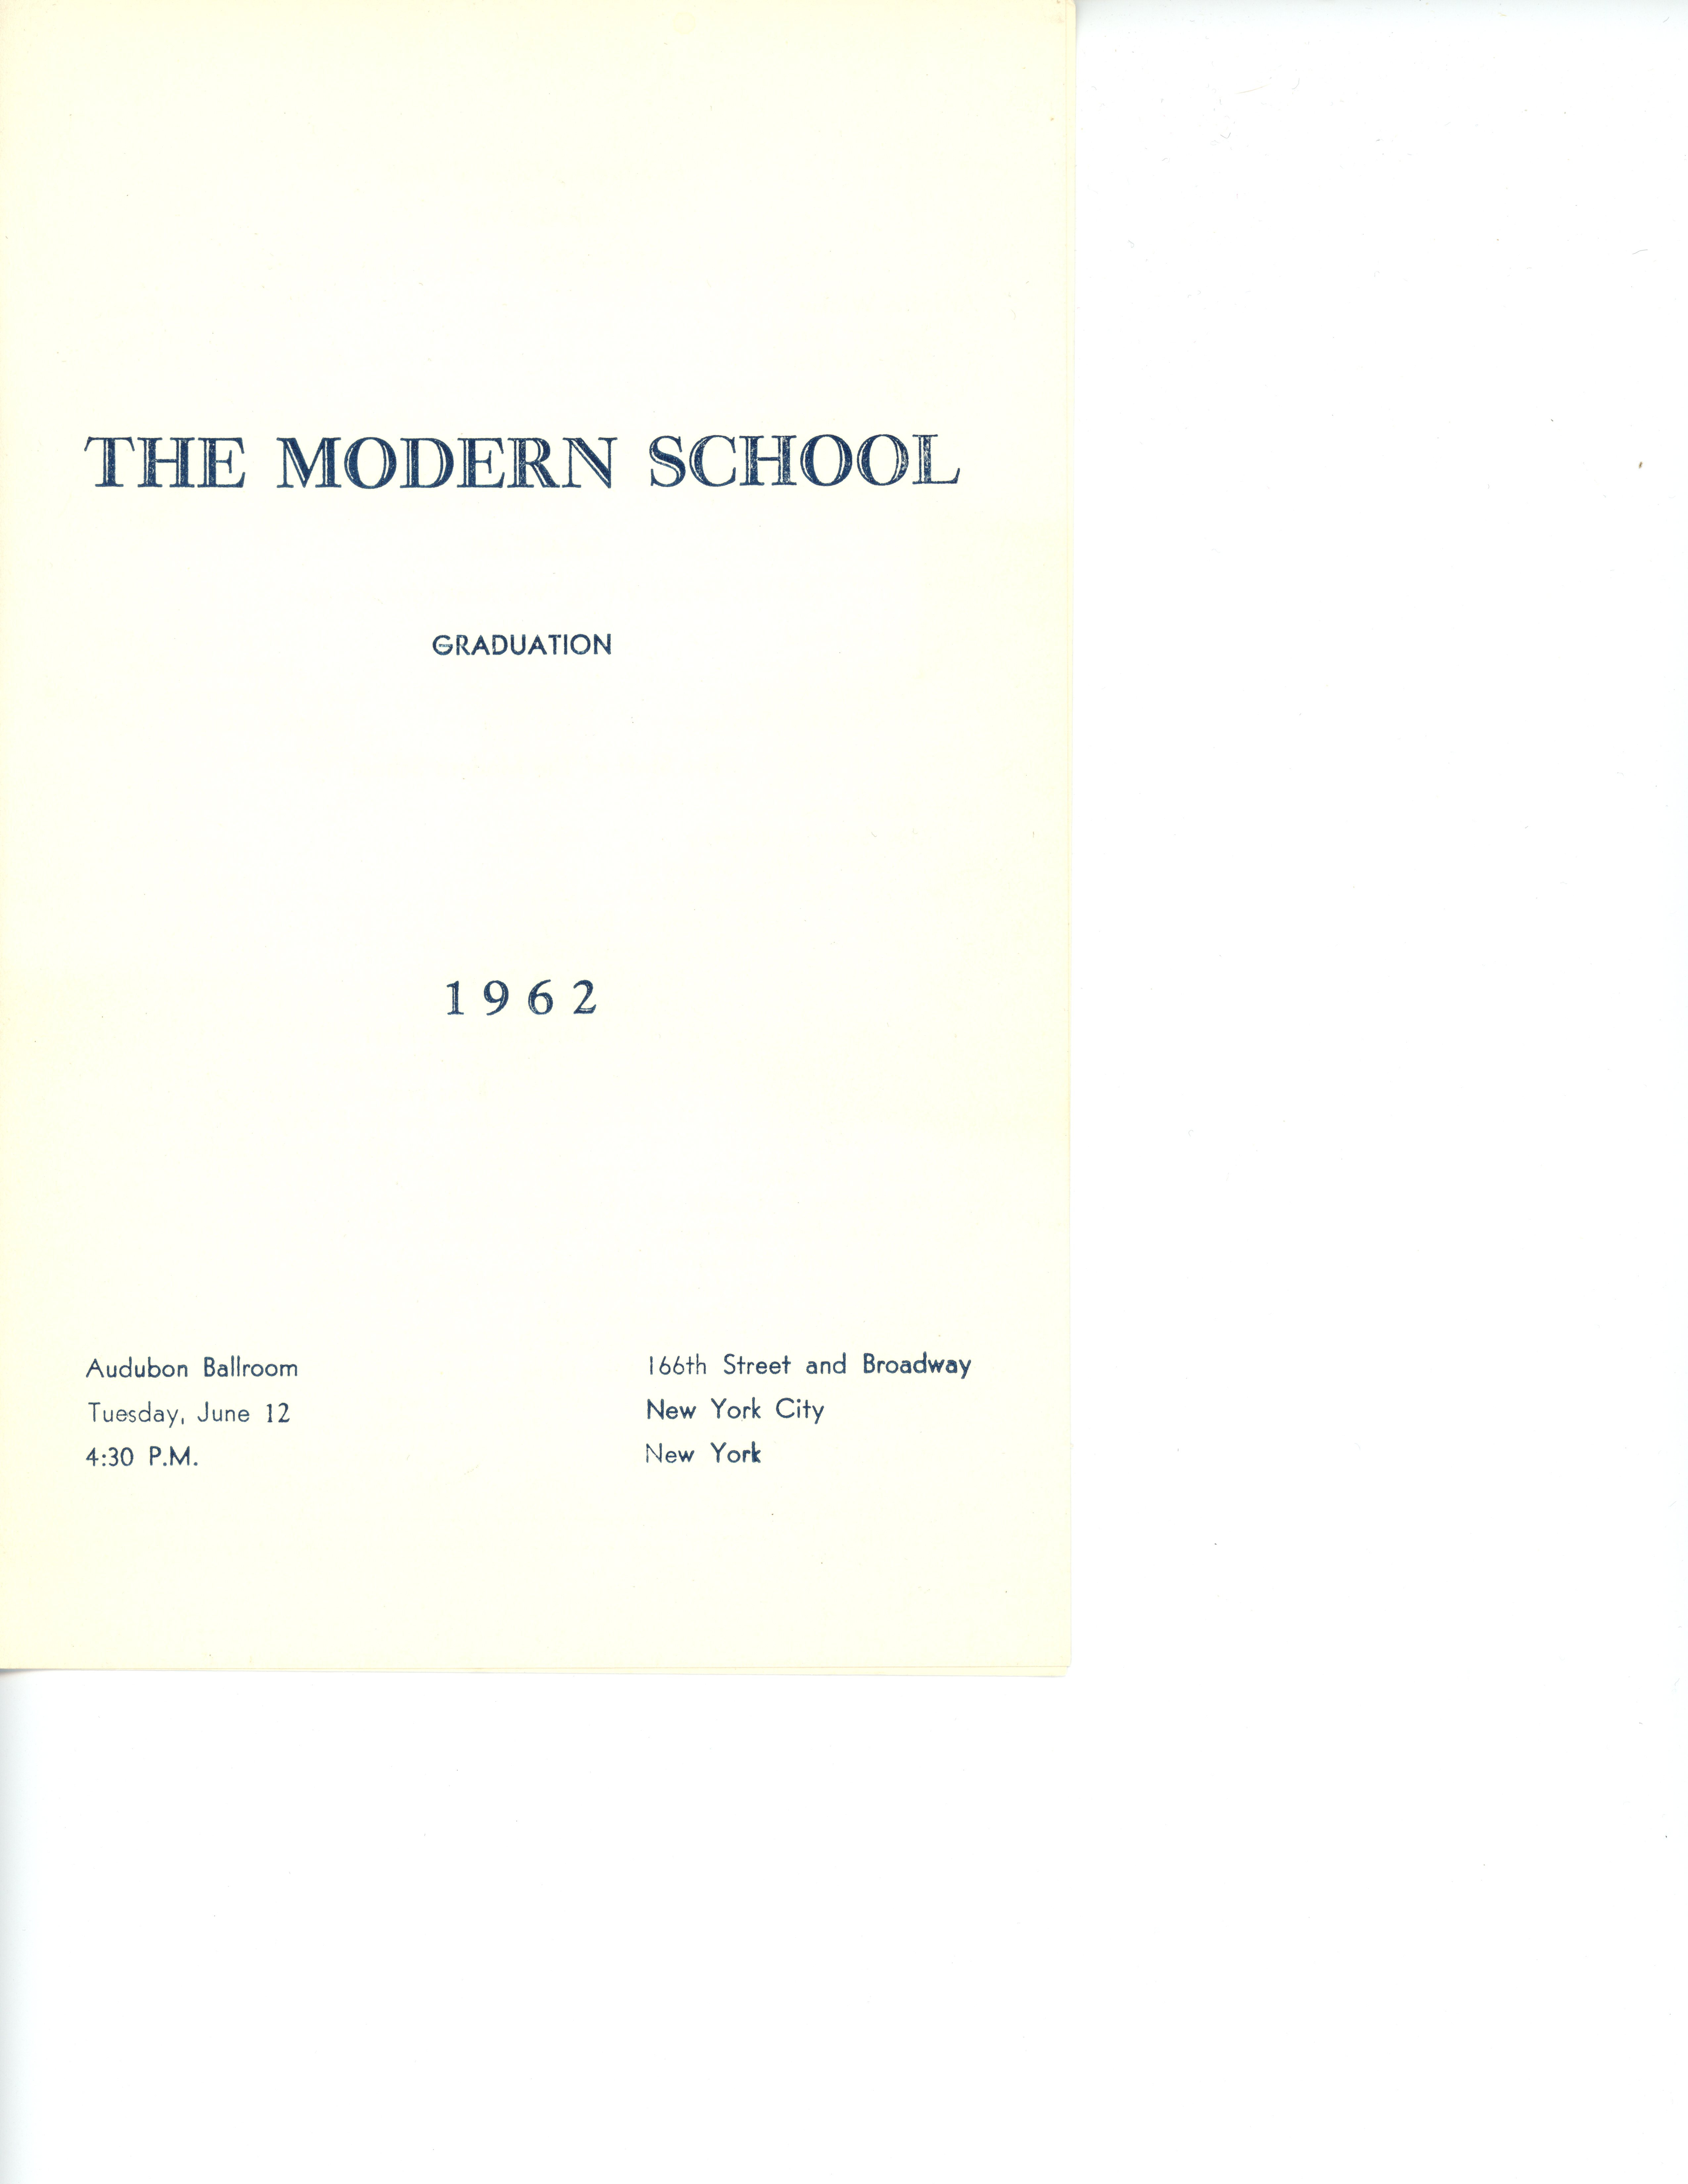 THE MODERN SCHOOL
GRADUATION
1962
Audubon Ballroom
Tuesday, June 12
4:30 P.M.
166th Street and Broadway
New York City
New York